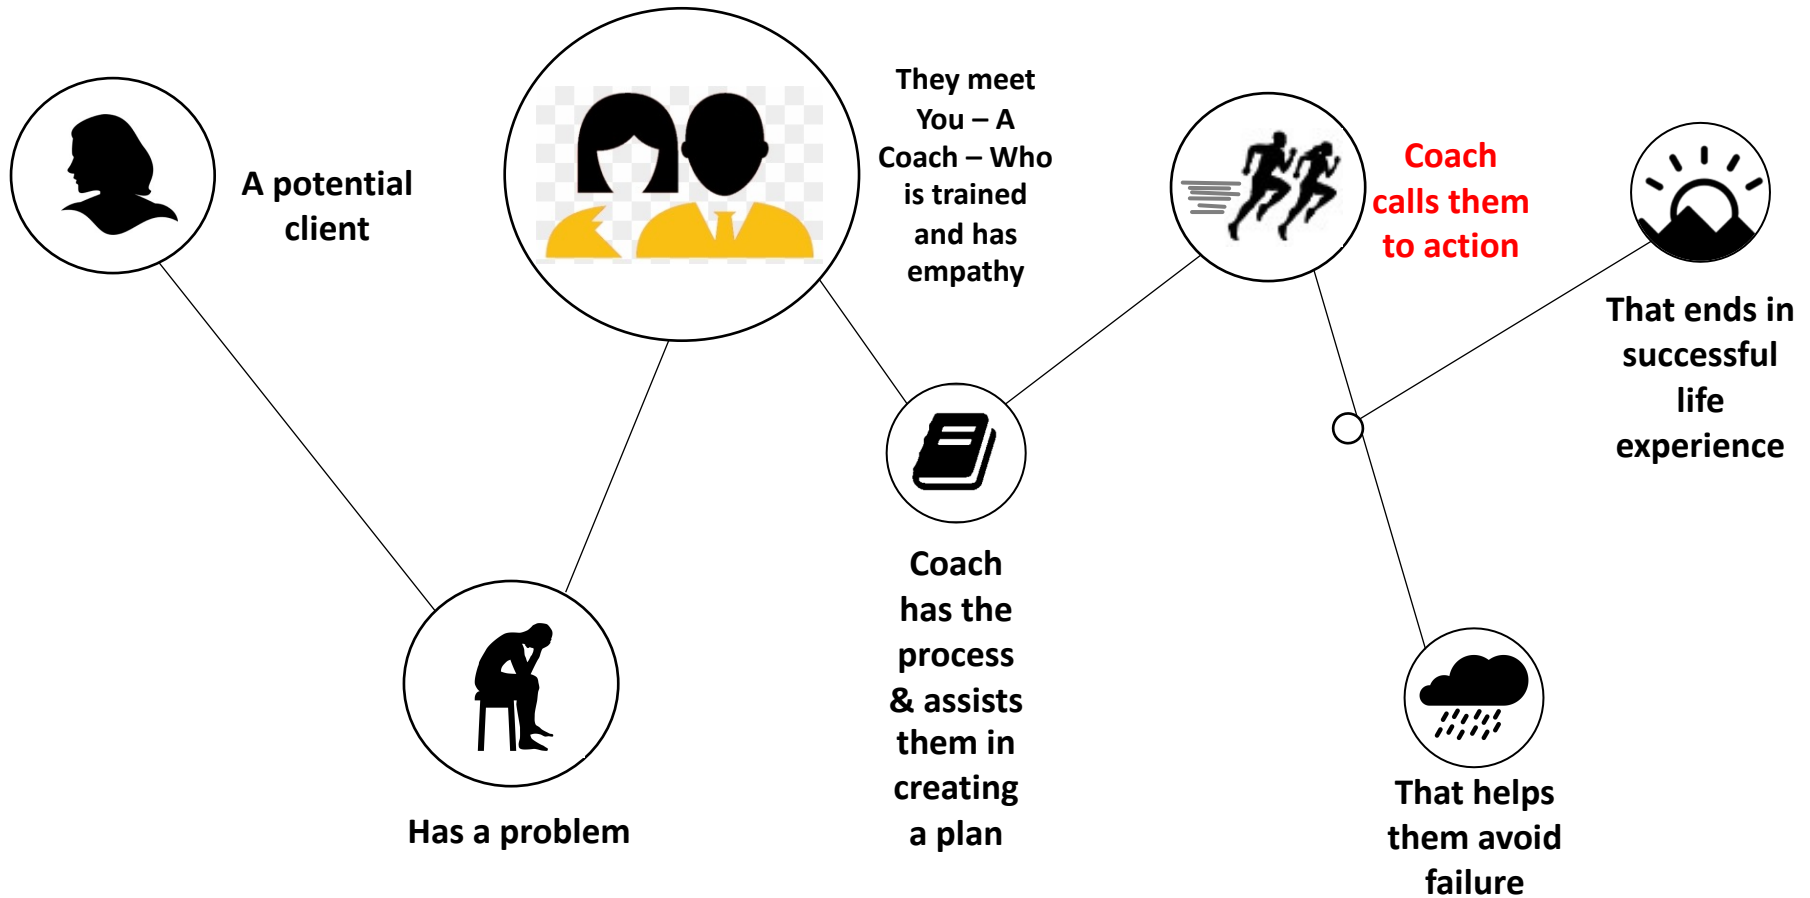 A potential
client
Has a problem
They meet
You – A
Coach – Who
is trained
and has
empathy
Coach
has the
process
& assists
them in
creating
a plan
Coach
calls them
to action
That helps
them avoid
failure
That ends in
successful
life
experience